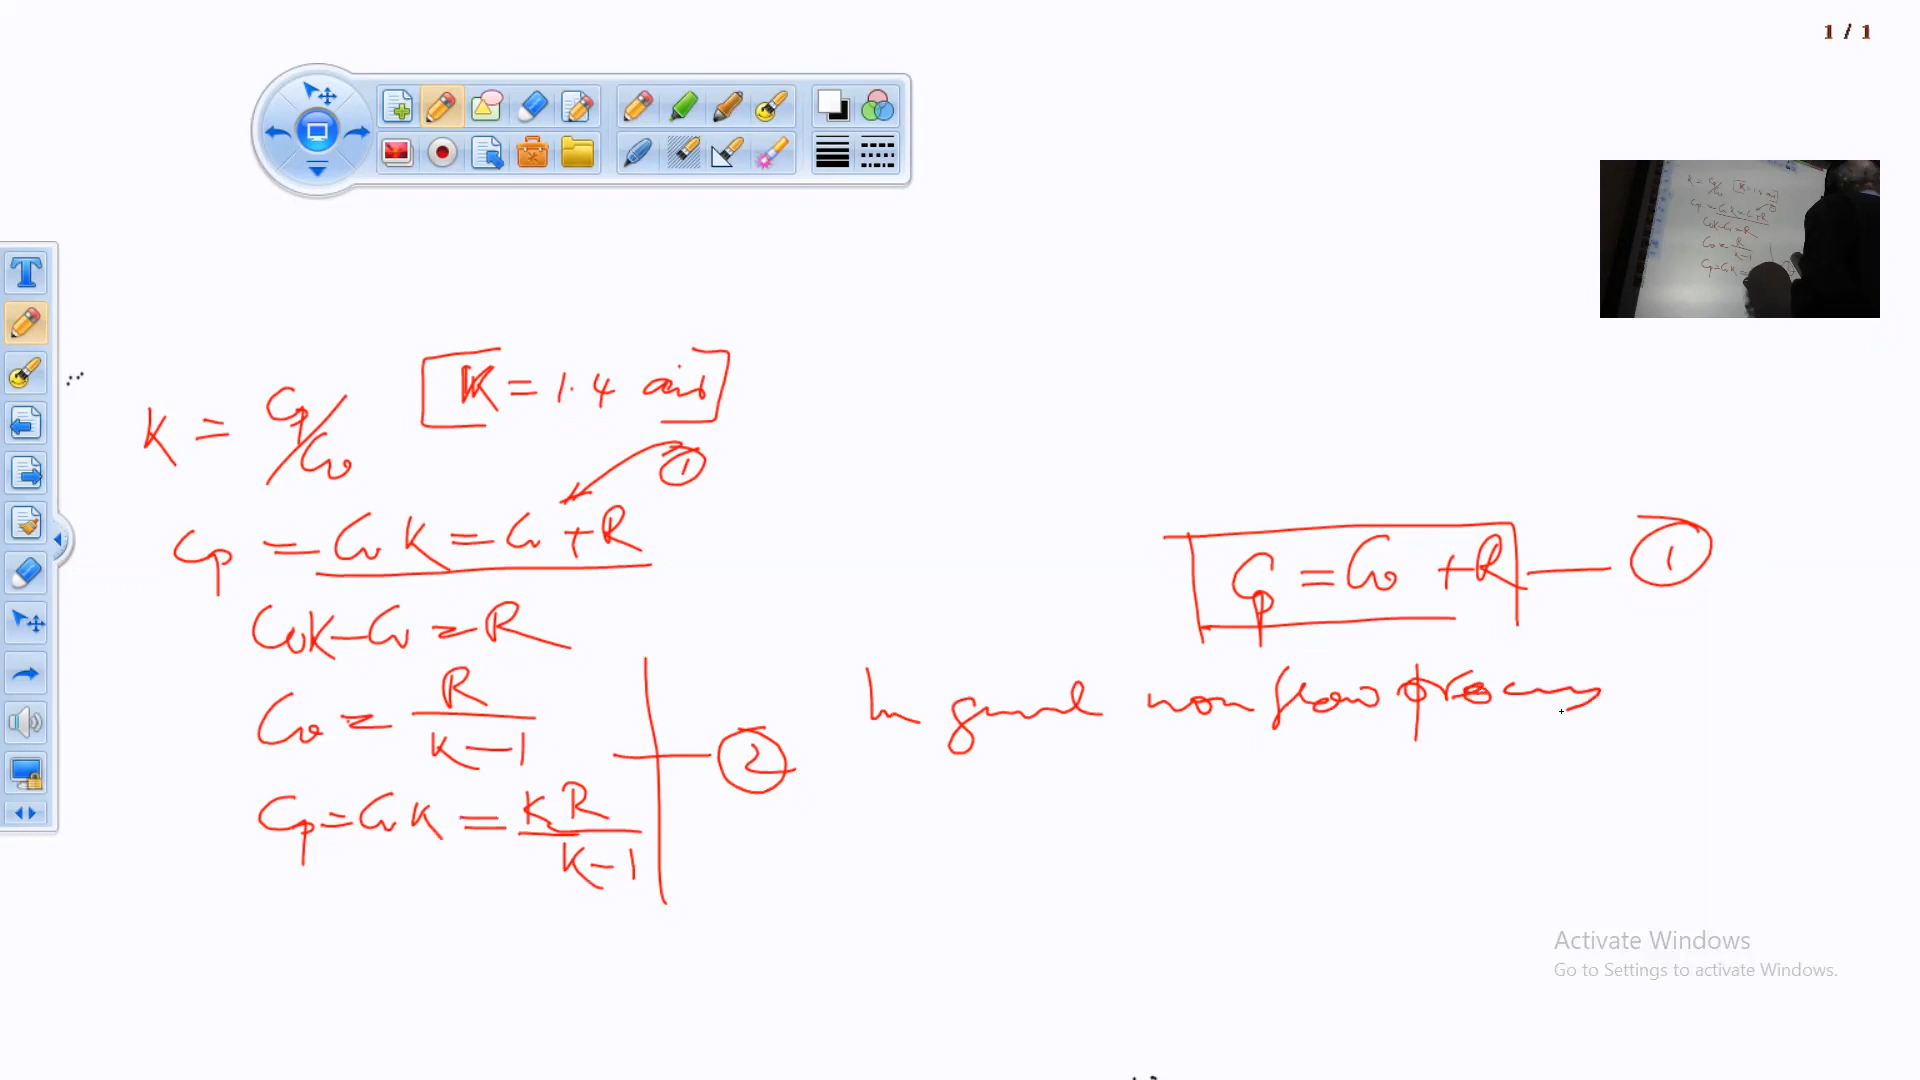 1 / 1
K = Cp/Cv
K = 1.4 air
①
Cp = Cv K = Cv + R
CvK - Cv = R
Cv = R/K-1
Cp = Cv K = KR/K-1
②
Cp = Cv + R — ①
In general non flow process
Activate Windows
Go to Settings to activate Windows.